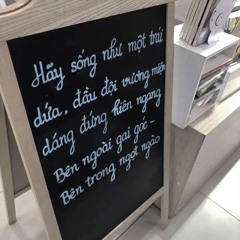 Hãy sống như một trái
dứa, đầu đội vương miện
dáng đứng hiên ngang
Bên ngoài gai góc
Bên trong ngọt ngào